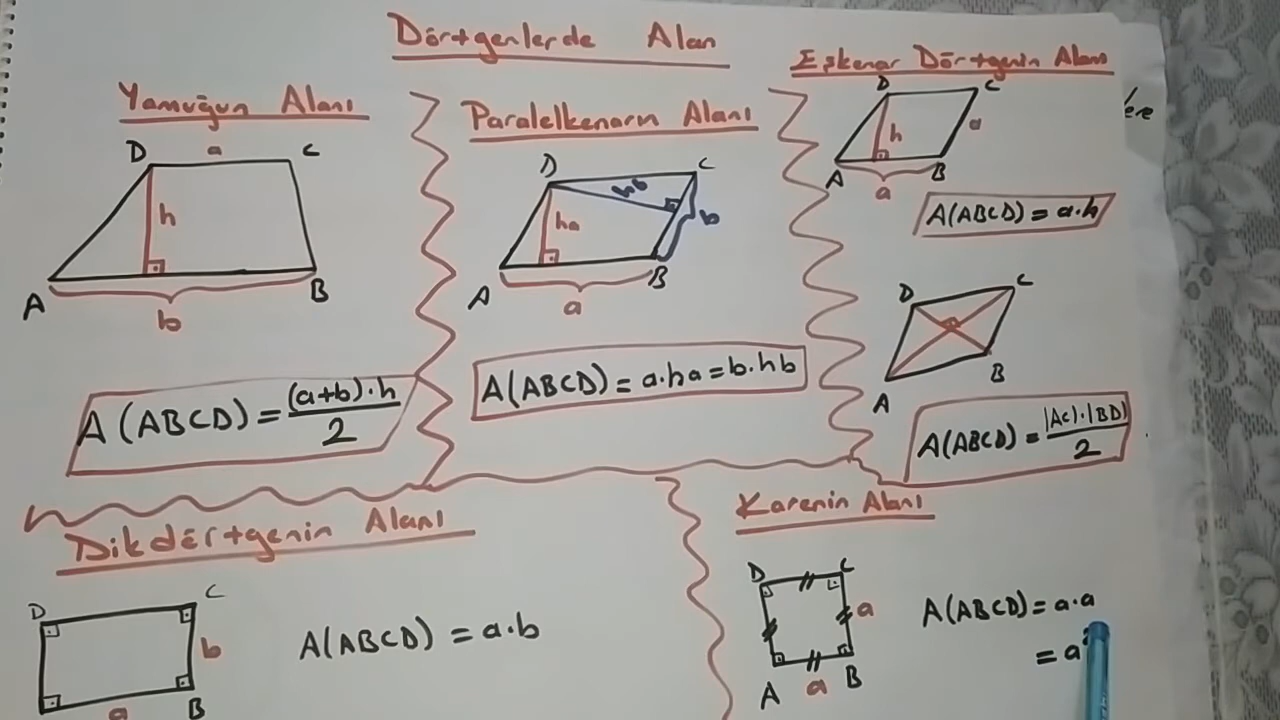 Dörtgenlerde Alan
Yamuğun Alanı
D a C
h
A B
b
A(ABCD) = (a+b)·h / 2
Paralelkenarın Alanı
D C
hb
ha b
A B
a
A(ABCD) = a·ha = b·hb
Eşkenar Dörtgenin Alanı
D C
h a
A B
a
A(ABCD) = a·h
D C
A B
A(ABCD) = |AC|·|BD| / 2
Dikdörtgenin Alanı
D C
b
a B
A(ABCD) = a·b
Karenin Alanı
D C
a
A a B
A(ABCD) = a·a
= a²